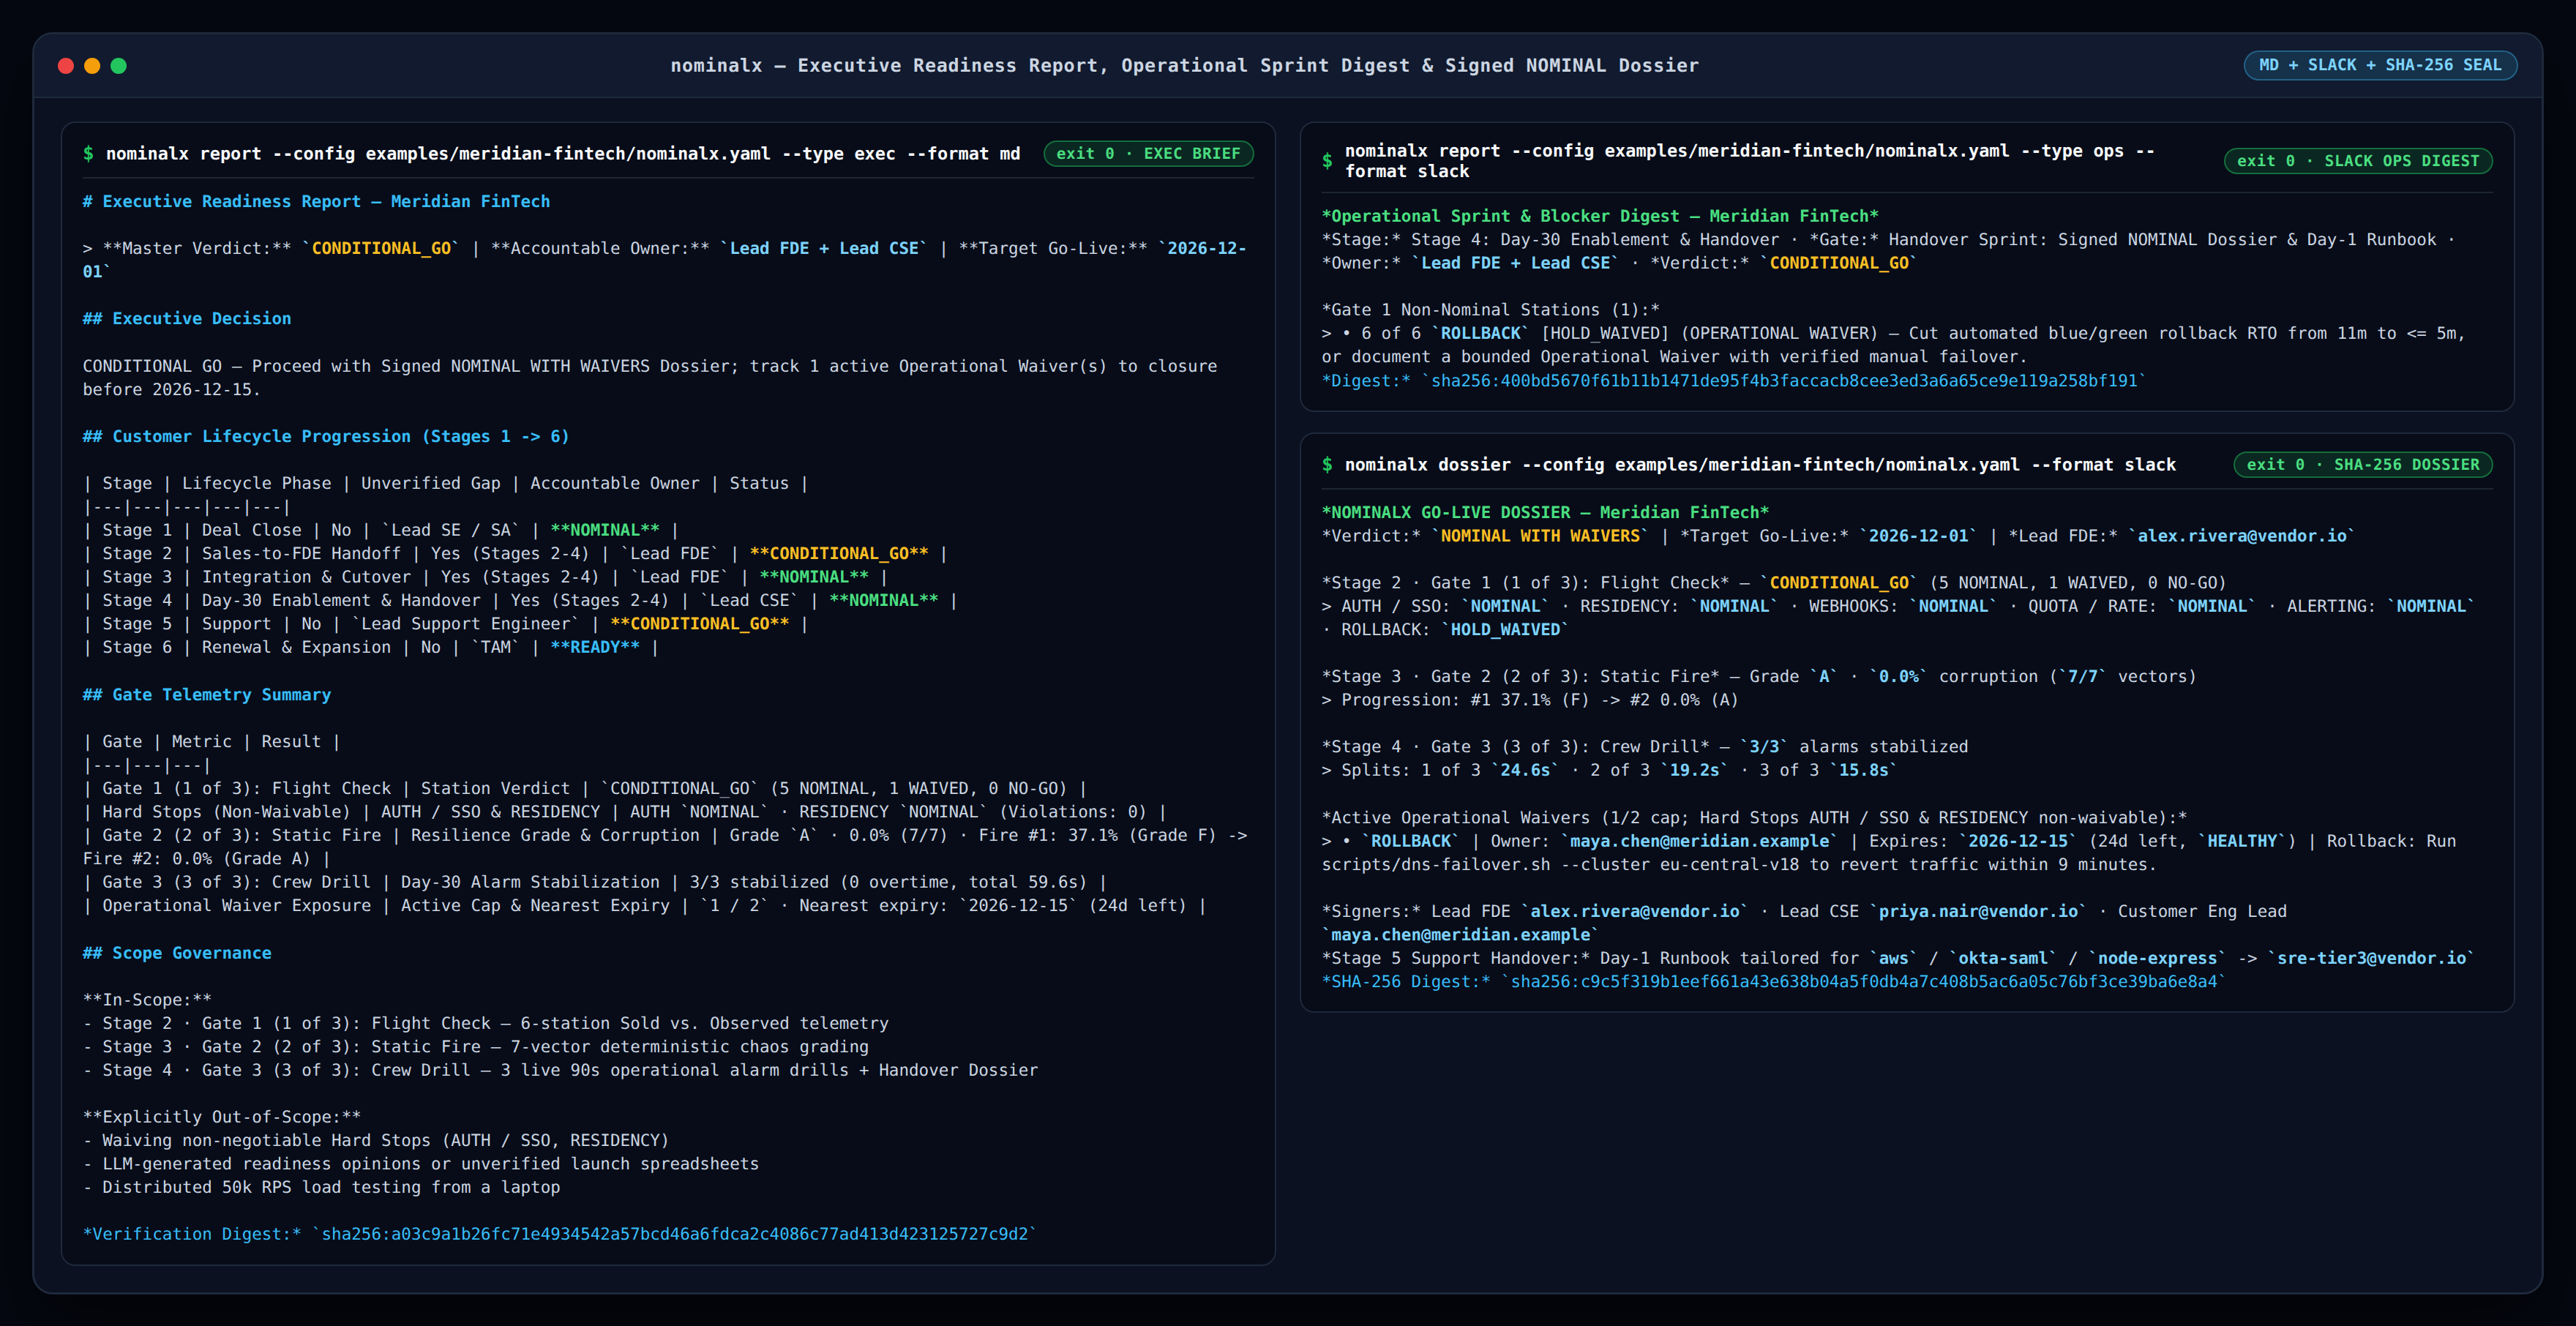 nominalx — Executive Readiness Report, Operational Sprint Digest & Signed NOMINAL Dossier
MD + SLACK + SHA-256 SEAL
$ nominalx report --config examples/meridian-fintech/nominalx.yaml --type exec --format md
exit 0 · EXEC BRIEF
# Executive Readiness Report — Meridian FinTech
> **Master Verdict:** `CONDITIONAL_GO` | **Accountable Owner:** `Lead FDE + Lead CSE` | **Target Go-Live:** `2026-12-
01`
## Executive Decision
CONDITIONAL GO — Proceed with Signed NOMINAL WITH WAIVERS Dossier; track 1 active Operational Waiver(s) to closure
before 2026-12-15.
## Customer Lifecycle Progression (Stages 1 -> 6)
| Stage | Lifecycle Phase | Unverified Gap | Accountable Owner | Status |
|---|---|---|---|---|
| Stage 1 | Deal Close | No | `Lead SE / SA` | **NOMINAL** |
| Stage 2 | Sales-to-FDE Handoff | Yes (Stages 2-4) | `Lead FDE` | **CONDITIONAL_GO** |
| Stage 3 | Integration & Cutover | Yes (Stages 2-4) | `Lead FDE` | **NOMINAL** |
| Stage 4 | Day-30 Enablement & Handover | Yes (Stages 2-4) | `Lead CSE` | **NOMINAL** |
| Stage 5 | Support | No | `Lead Support Engineer` | **CONDITIONAL_GO** |
| Stage 6 | Renewal & Expansion | No | `TAM` | **READY** |
## Gate Telemetry Summary
| Gate | Metric | Result |
|---|---|---|
| Gate 1 (1 of 3): Flight Check | Station Verdict | `CONDITIONAL_GO` (5 NOMINAL, 1 WAIVED, 0 NO-GO) |
| Hard Stops (Non-Waivable) | AUTH / SSO & RESIDENCY | AUTH `NOMINAL` · RESIDENCY `NOMINAL` (Violations: 0) |
| Gate 2 (2 of 3): Static Fire | Resilience Grade & Corruption | Grade `A` · 0.0% (7/7) · Fire #1: 37.1% (Grade F) ->
Fire #2: 0.0% (Grade A) |
| Gate 3 (3 of 3): Crew Drill | Day-30 Alarm Stabilization | 3/3 stabilized (0 overtime, total 59.6s) |
| Operational Waiver Exposure | Active Cap & Nearest Expiry | `1 / 2` · Nearest expiry: `2026-12-15` (24d left) |
## Scope Governance
**In-Scope:**
- Stage 2 · Gate 1 (1 of 3): Flight Check — 6-station Sold vs. Observed telemetry
- Stage 3 · Gate 2 (2 of 3): Static Fire — 7-vector deterministic chaos grading
- Stage 4 · Gate 3 (3 of 3): Crew Drill — 3 live 90s operational alarm drills + Handover Dossier
**Explicitly Out-of-Scope:**
- Waiving non-negotiable Hard Stops (AUTH / SSO, RESIDENCY)
- LLM-generated readiness opinions or unverified launch spreadsheets
- Distributed 50k RPS load testing from a laptop
*Verification Digest:* `sha256:a03c9a1b26fc71e4934542a57bcd46a6fdca2c4086c77ad413d423125727c9d2`
$ nominalx report --config examples/meridian-fintech/nominalx.yaml --type ops --
format slack
exit 0 · SLACK OPS DIGEST
*Operational Sprint & Blocker Digest — Meridian FinTech*
*Stage:* Stage 4: Day-30 Enablement & Handover · *Gate:* Handover Sprint: Signed NOMINAL Dossier & Day-1 Runbook ·
*Owner:* `Lead FDE + Lead CSE` · *Verdict:* `CONDITIONAL_GO`
*Gate 1 Non-Nominal Stations (1):*
> • 6 of 6 `ROLLBACK` [HOLD_WAIVED] (OPERATIONAL WAIVER) — Cut automated blue/green rollback RTO from 11m to <= 5m,
or document a bounded Operational Waiver with verified manual failover.
*Digest:* `sha256:400bd5670f61b11b1471de95f4b3faccacb8cee3ed3a6a65ce9e119a258bf191`
$ nominalx dossier --config examples/meridian-fintech/nominalx.yaml --format slack
exit 0 · SHA-256 DOSSIER
*NOMINALX GO-LIVE DOSSIER — Meridian FinTech*
*Verdict:* `NOMINAL WITH WAIVERS` | *Target Go-Live:* `2026-12-01` | *Lead FDE:* `alex.rivera@vendor.io`
*Stage 2 · Gate 1 (1 of 3): Flight Check* — `CONDITIONAL_GO` (5 NOMINAL, 1 WAIVED, 0 NO-GO)
> AUTH / SSO: `NOMINAL` · RESIDENCY: `NOMINAL` · WEBHOOKS: `NOMINAL` · QUOTA / RATE: `NOMINAL` · ALERTING: `NOMINAL`
· ROLLBACK: `HOLD_WAIVED`
*Stage 3 · Gate 2 (2 of 3): Static Fire* — Grade `A` · `0.0%` corruption (`7/7` vectors)
> Progression: #1 37.1% (F) -> #2 0.0% (A)
*Stage 4 · Gate 3 (3 of 3): Crew Drill* — `3/3` alarms stabilized
> Splits: 1 of 3 `24.6s` · 2 of 3 `19.2s` · 3 of 3 `15.8s`
*Active Operational Waivers (1/2 cap; Hard Stops AUTH / SSO & RESIDENCY non-waivable):*
> • `ROLLBACK` | Owner: `maya.chen@meridian.example` | Expires: `2026-12-15` (24d left, `HEALTHY`) | Rollback: Run
scripts/dns-failover.sh --cluster eu-central-v18 to revert traffic within 9 minutes.
*Signers:* Lead FDE `alex.rivera@vendor.io` · Lead CSE `priya.nair@vendor.io` · Customer Eng Lead
`maya.chen@meridian.example`
*Stage 5 Support Handover:* Day-1 Runbook tailored for `aws` / `okta-saml` / `node-express` -> `sre-tier3@vendor.io`
*SHA-256 Digest:* `sha256:c9c5f319b1eef661a43e638b04a5f0db4a7c408b5ac6a05c76bf3ce39ba6e8a4`